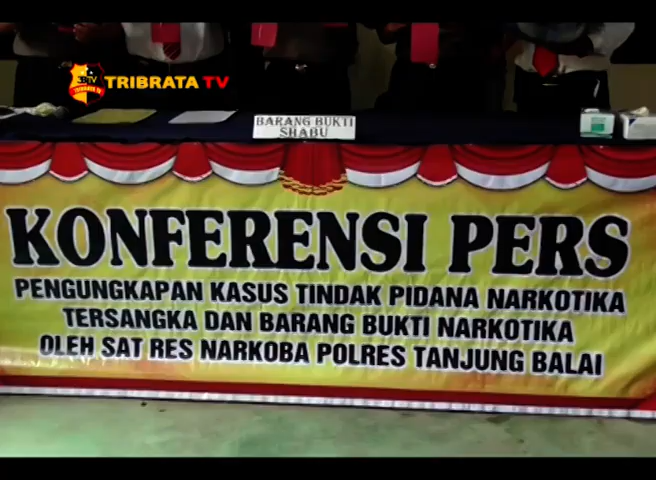 TRIBRATA TV
BARANG BUKTI
SHABU
KONFERENSI PERS
PENGUNGKAPAN KASUS TINDAK PIDANA NARKOTIKA
TERSANGKA DAN BARANG BUKTI NARKOTIKA
OLEH SAT RES NARKOBA POLRES TANJUNG BALAI